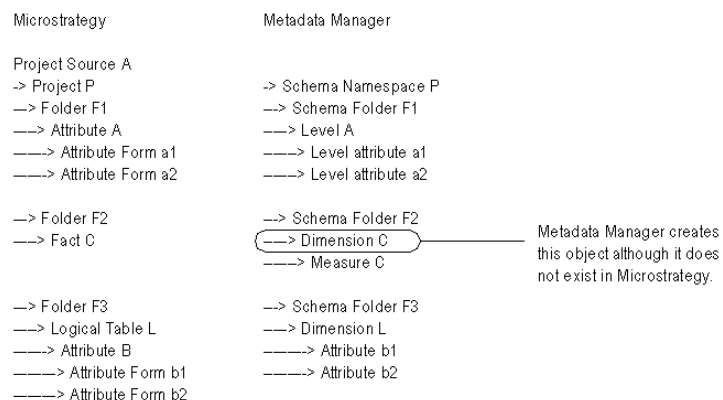 Microstrategy
Metadata Manager
Project Source A
-> Project P
-> Schema Namespace P
—> Folder F1
--> Schema Folder F1
-—> Attribute A
-—> Level A
-—-> Attribute Form a1
-—-> Level attribute a1
-—-> Attribute Form a2
-—-> Level attribute a2
—> Folder F2
--> Schema Folder F2
-—> Fact C
-—> Dimension C
-—-> Measure C
Metadata Manager creates
this object although it does
not exist in Microstrategy.
—> Folder F3
--> Schema Folder F3
-—> Logical Table L
-—> Dimension L
-—-> Attribute B
-—-> Attribute b1
-——-> Attribute Form b1
-—-> Attribute b2
-——-> Attribute Form b2